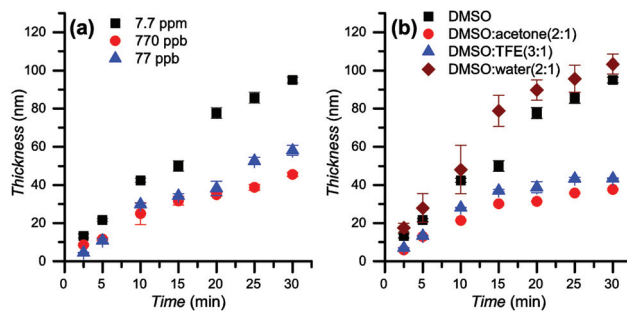 (a)
7.7 ppm
770 ppb
77 ppb
Thickness (nm)
120
100
80
60
40
20
0
0 5 10 15 20 25 30
Time (min)
(b)
DMSO
DMSO:acetone(2:1)
DMSO:TFE(3:1)
DMSO:water(2:1)
Thickness (nm)
120
100
80
60
40
20
0
0 5 10 15 20 25 30
Time (min)